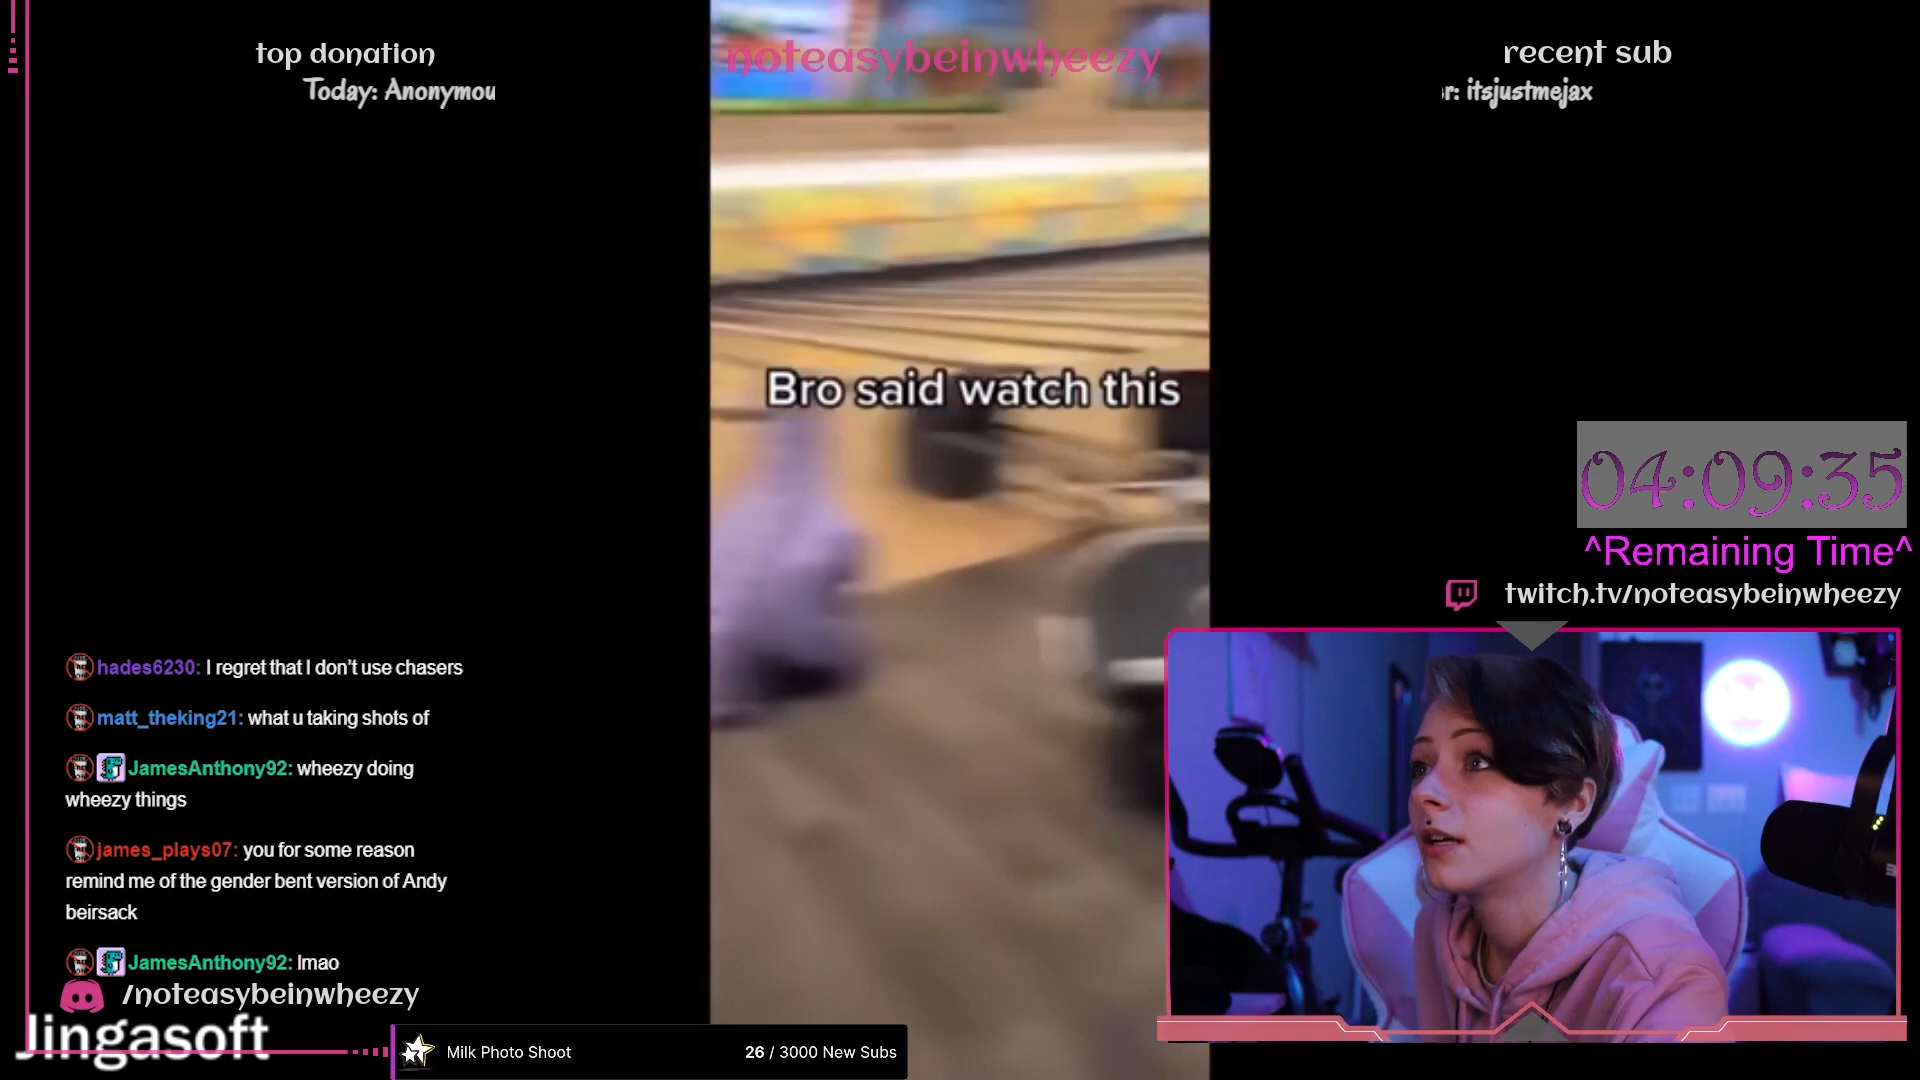 top donation
Today: Anonymou
noteasybeinwheezy
recent sub
r: itsjustmejax
Bro said watch this
04:09:35
^Remaining Time^
twitch.tv/noteasybeinwheezy
hades6230: I regret that I don't use chasers
matt_theking21: what u taking shots of
JamesAnthony92: wheezy doing
wheezy things
james_plays07: you for some reason
remind me of the gender bent version of Andy
beirsack
JamesAnthony92: lmao
/noteasybeinwheezy
Jingasoft
Milk Photo Shoot 26 / 3000 New Subs